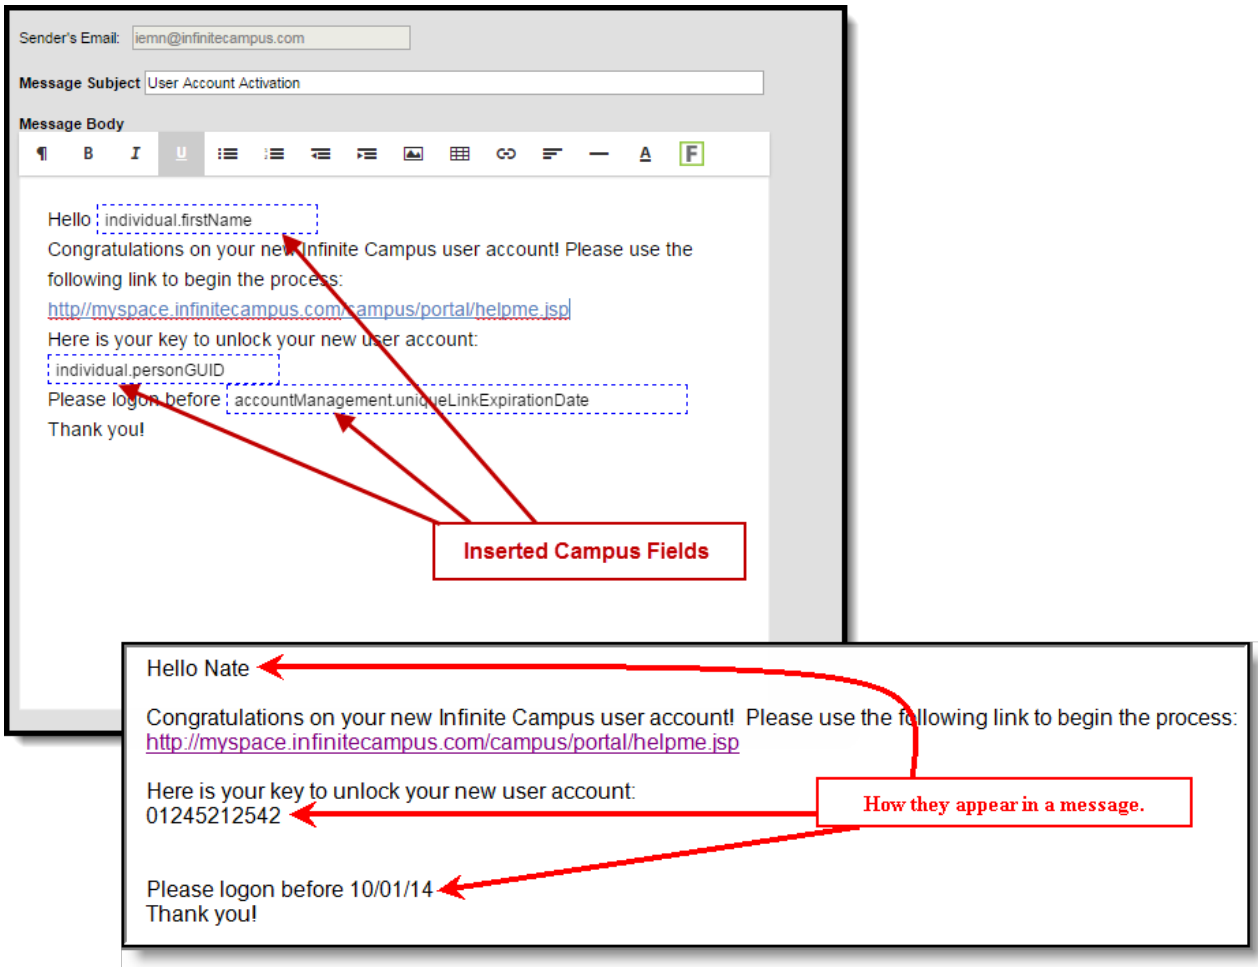 Sender's Email: iemn@infinitecampus.com
Message Subject User Account Activation
Message Body
¶ B I U A F
Hello individual.firstName
Congratulations on your new Infinite Campus user account! Please use the
following link to begin the process:
http//myspace.infinitecampus.com/campus/portal/helpme.jsp
Here is your key to unlock your new user account:
individual.personGUID
Please logon before accountManagement.uniqueLinkExpirationDate
Thank you!
Inserted Campus Fields
Hello Nate
Congratulations on your new Infinite Campus user account! Please use the following link to begin the process:
http://myspace.infinitecampus.com/campus/portal/helpme.jsp
Here is your key to unlock your new user account:
01245212542
How they appear in a message.
Please logon before 10/01/14
Thank you!